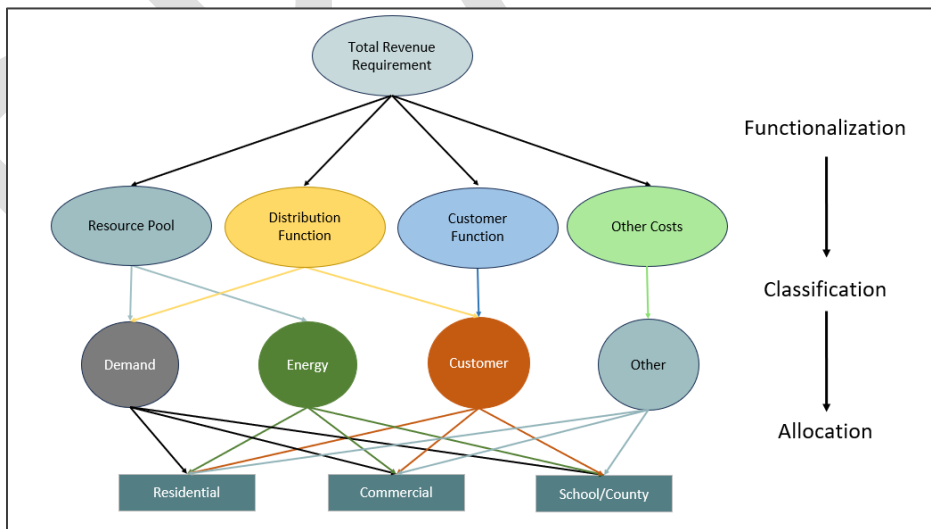 Total Revenue
Requirement
Functionalization
Resource Pool
Distribution
Function
Customer
Function
Other Costs
Classification
Demand
Energy
Customer
Other
Allocation
Residential
Commercial
School/County